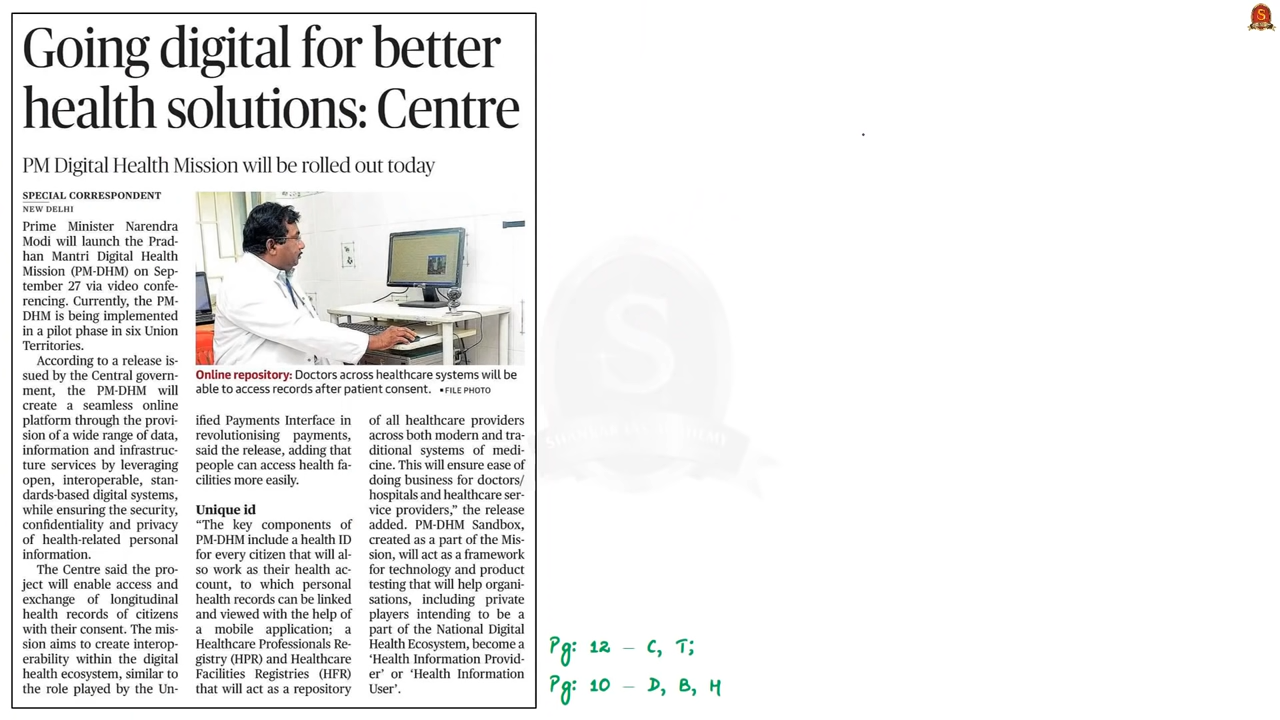 Going digital for better
health solutions: Centre
PM Digital Health Mission will be rolled out today
SPECIAL CORRESPONDENT
NEW DELHI
Prime Minister Narendra
Modi will launch the Prad-
han Mantri Digital Health
Mission (PM-DHM) on Sep-
tember 27 via video confe-
rencing. Currently, the PM-
DHM is being implemented
in a pilot phase in six Union
Territories.
According to a release is-
sued by the Central govern-
ment, the PM-DHM will
create a seamless online
platform through the provi-
sion of a wide range of data,
information and infrastruc-
ture services by leveraging
open, interoperable, stan-
dards-based digital systems,
while ensuring the security,
confidentiality and privacy
of health-related personal
information.
The Centre said the pro-
ject will enable access and
exchange of longitudinal
health records of citizens
with their consent. The mis-
sion aims to create interop-
erability within the digital
health ecosystem, similar to
the role played by the Un-
Online repository: Doctors across healthcare systems will be
able to access records after patient consent. ▪FILE PHOTO
ified Payments Interface in
revolutionising payments,
said the release, adding that
people can access health fa-
cilities more easily.
Unique id
“The key components of
PM-DHM include a health ID
for every citizen that will al-
so work as their health ac-
count, to which personal
health records can be linked
and viewed with the help of
a mobile application; a
Healthcare Professionals Re-
gistry (HPR) and Healthcare
Facilities Registries (HFR)
that will act as a repository
of all healthcare providers
across both modern and tra-
ditional systems of medi-
cine. This will ensure ease of
doing business for doctors/
hospitals and healthcare ser-
vice providers,” the release
added. PM-DHM Sandbox,
created as a part of the Mis-
sion, will act as a framework
for technology and product
testing that will help organi-
sations, including private
players intending to be a
part of the National Digital
Health Ecosystem, become a
‘Health Information Provid-
er’ or ‘Health Information
User’.
Pg: 12 – C, T;
Pg: 10 – D, B, H
S